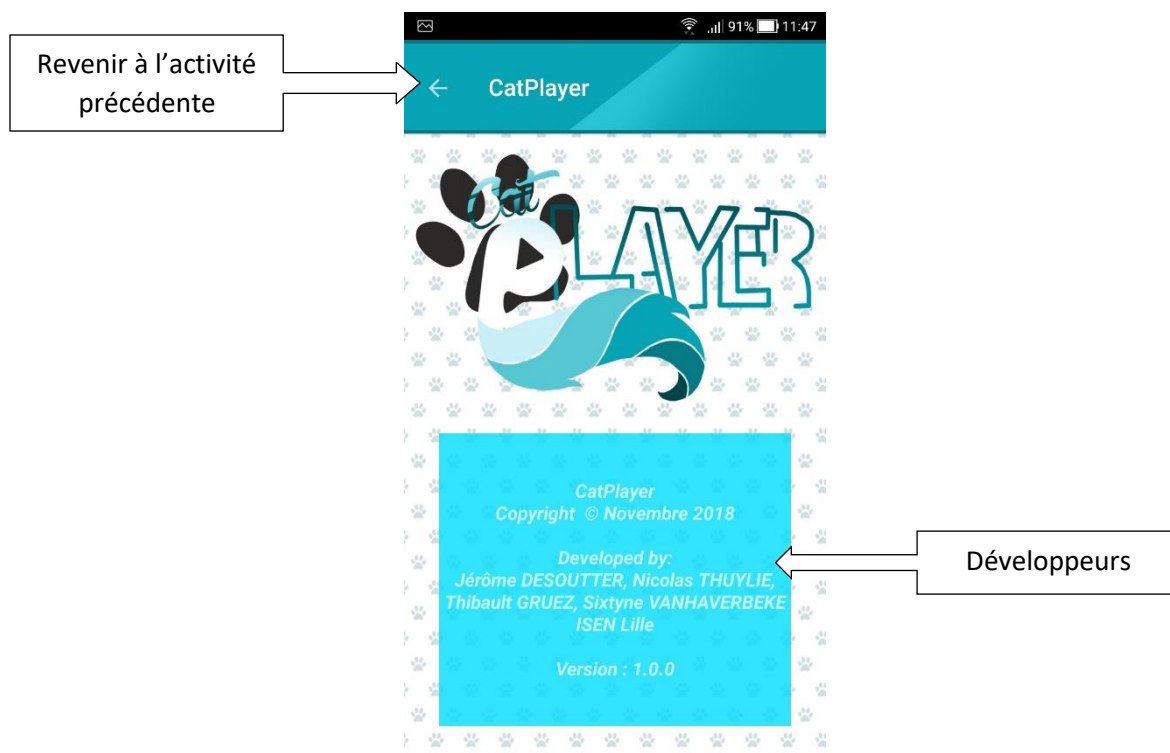 91% 11:47
Revenir à l’activité
précédente
CatPlayer
Cat
PLAYER
CatPlayer
Copyright © Novembre 2018
Developed by:
Jérôme DESOUTTER, Nicolas THUYLIE,
Thibault GRUEZ, Sixtyne VANHAVERBEKE
ISEN Lille
Version : 1.0.0
Développeurs